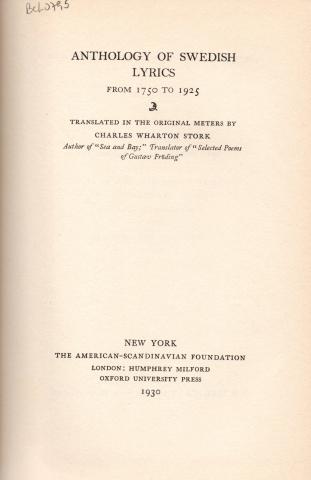 ANTHOLOGY OF SWEDISH
LYRICS
FROM 1750 TO 1925
TRANSLATED IN THE ORIGINAL METERS BY
CHARLES WHARTON STORK
Author of "Sea and Bay;" Translator of "Selected Poems
of Gustaw Fröding"
NEW YORK
THE AMERICAN-SCANDINAVIAN FOUNDATION
LONDON: HUMPHREY MILFORD
OXFORD UNIVERSITY PRESS
1930